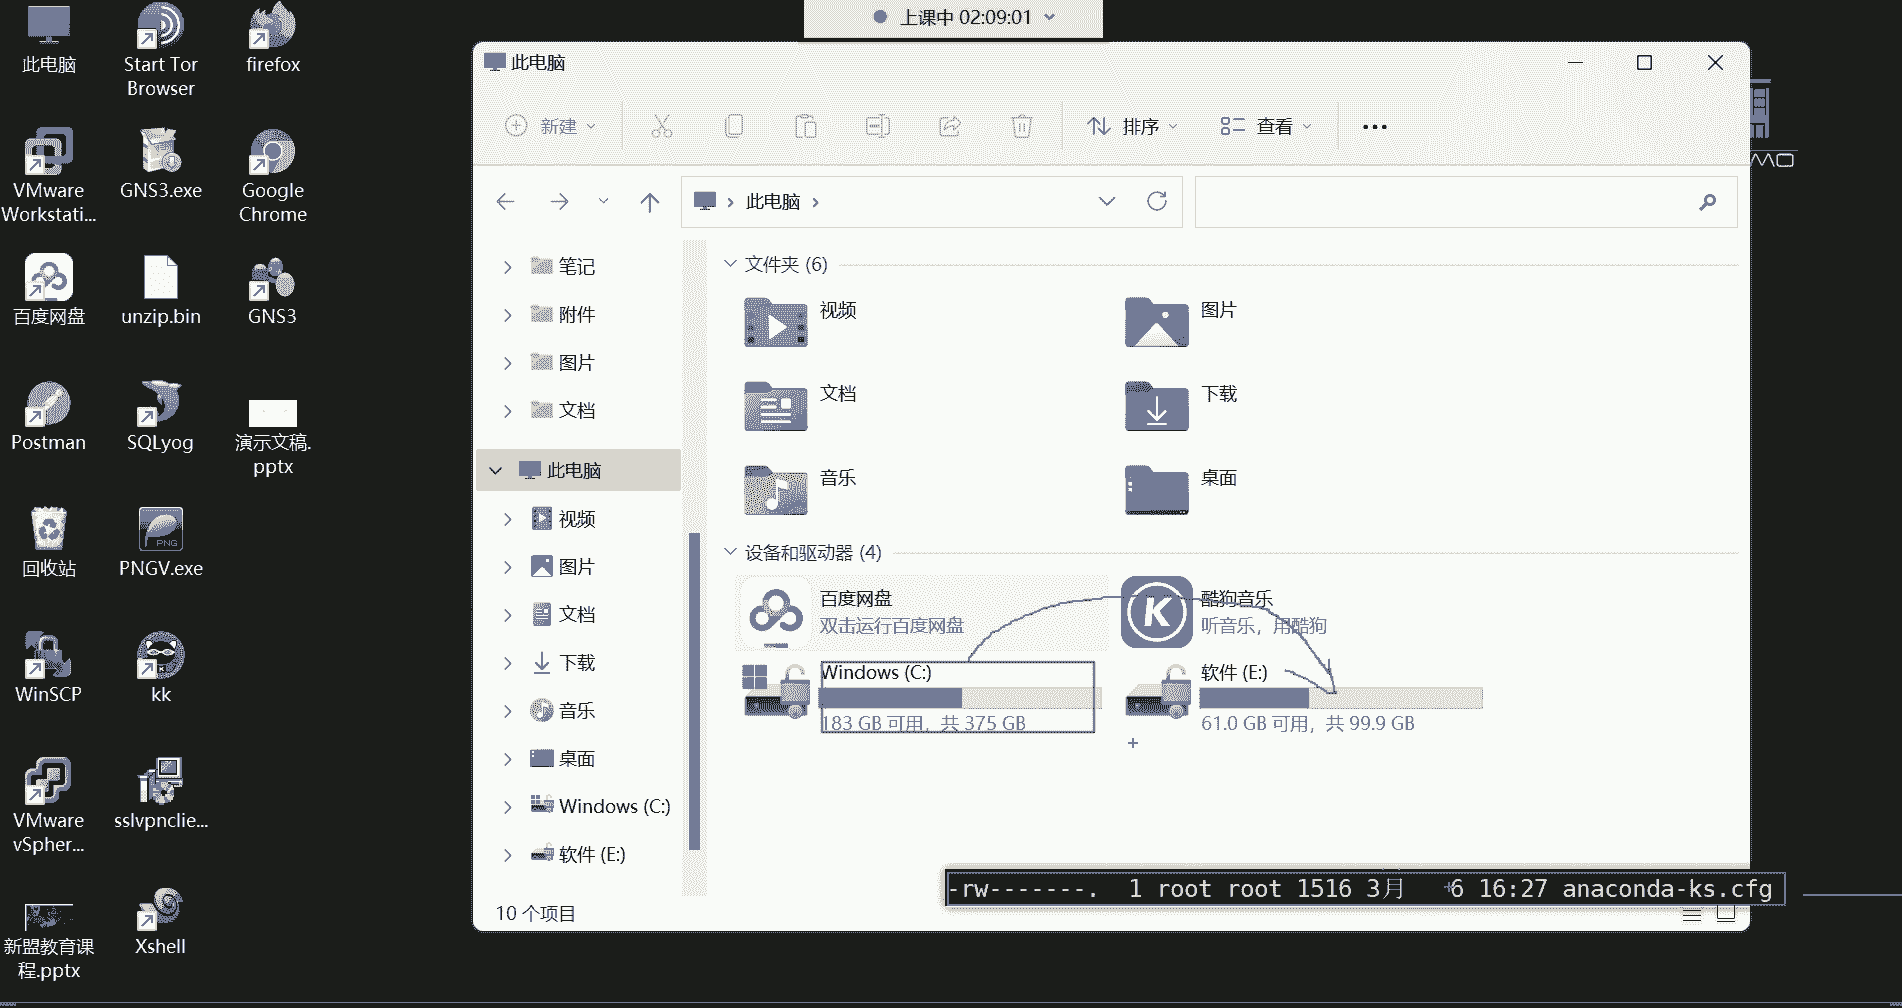 上课中 02:09:01
此电脑
Start Tor
Browser
firefox
VMware
Workstati...
GNS3.exe
Google
Chrome
百度网盘
unzip.bin
GNS3
Postman
SQLyog
演示文稿.
pptx
回收站
PNG
PNGV.exe
WinSCP
kk
VMware
vSpher...
sslvpnclie...
新盟教育课
程.pptx
Xshell
此电脑
新建
排序
查看
此电脑
笔记
附件
图片
文档
此电脑
视频
图片
文档
下载
音乐
桌面
Windows (C:)
软件 (E:)
文件夹 (6)
视频
图片
文档
下载
音乐
桌面
设备和驱动器 (4)
百度网盘
双击运行百度网盘
K
酷狗音乐
听音乐，用酷狗
Windows (C:)
183 GB 可用，共 375 GB
软件 (E:)
61.0 GB 可用，共 99.9 GB
-rw-------. 1 root root 1516 3月 6 16:27 anaconda-ks.cfg
10 个项目